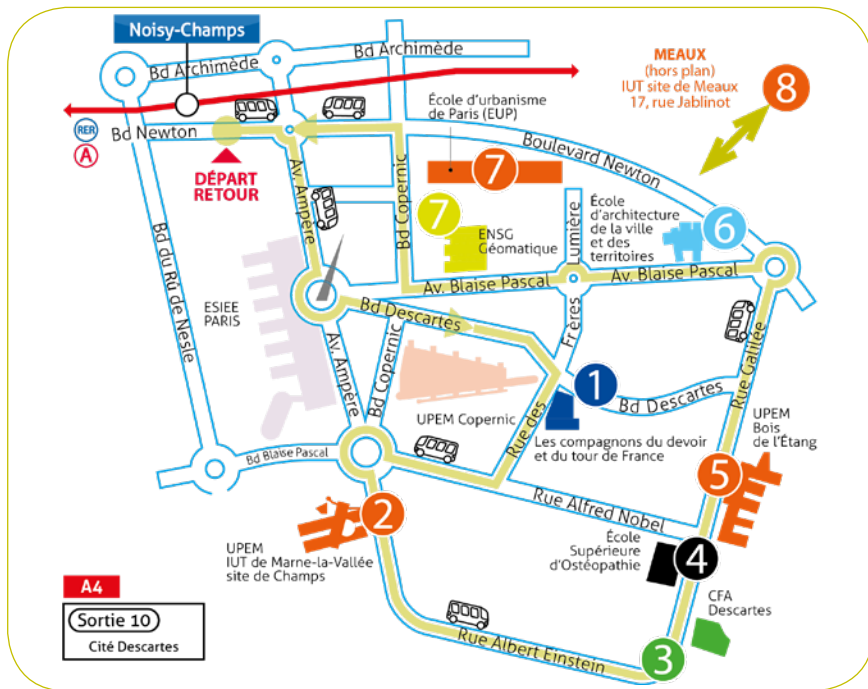 Noisy-Champs
Bd Archimède
Bd Archimède
MEAUX
(hors plan)
IUT site de Meaux
17, rue Jablinot
8
RER
A
Bd Newton
DÉPART
RETOUR
École d'urbanisme
de Paris (EUP)
7
Boulevard Newton
Av. Ampère
Bd Copernic
7
ENSG
Géomatique
Lumière
École
d'architecture
de la ville
et des
territoires
6
Bd du Rû de Nesle
ESIEE
PARIS
Av. Blaise Pascal
Av. Blaise Pascal
Bd Descartes
Frères
Rue Galilée
Av. Ampère
Bd Copernic
UPEM Copernic
Rue des
1
Bd Descartes
Les compagnons du devoir
et du tour de France
UPEM
Bois
de l'Étang
5
Bd Blaise Pascal
Rue Alfred Nobel
2
UPEM
IUT de Marne-la-Vallée
site de Champs
École
Supérieure
d'Ostéopathie
4
CFA
Descartes
3
Rue Albert Einstein
A4
Sortie 10
Cité Descartes